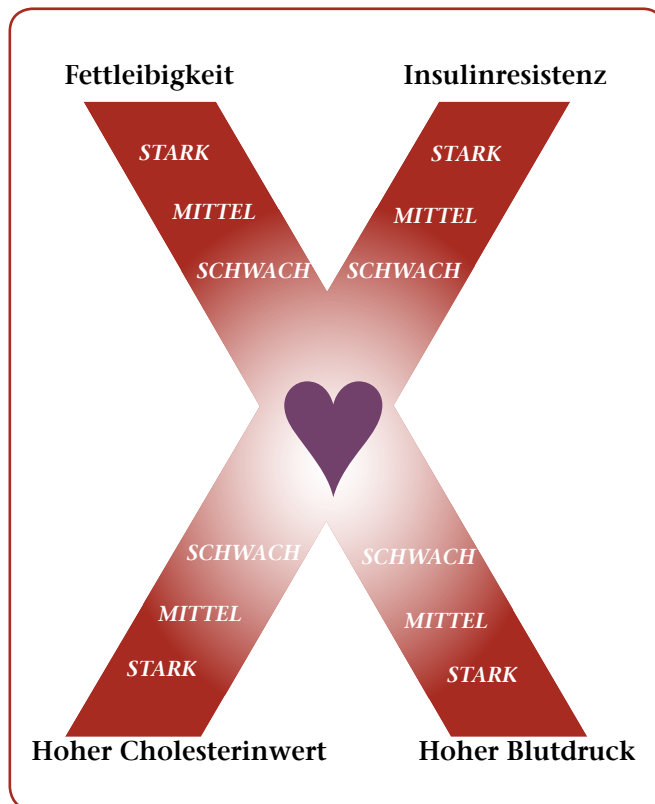 Fettleibigkeit
Insulinresistenz
STARK
STARK
MITTEL
MITTEL
SCHWACH
SCHWACH
SCHWACH
SCHWACH
MITTEL
MITTEL
STARK
STARK
Hoher Cholesterinwert
Hoher Blutdruck